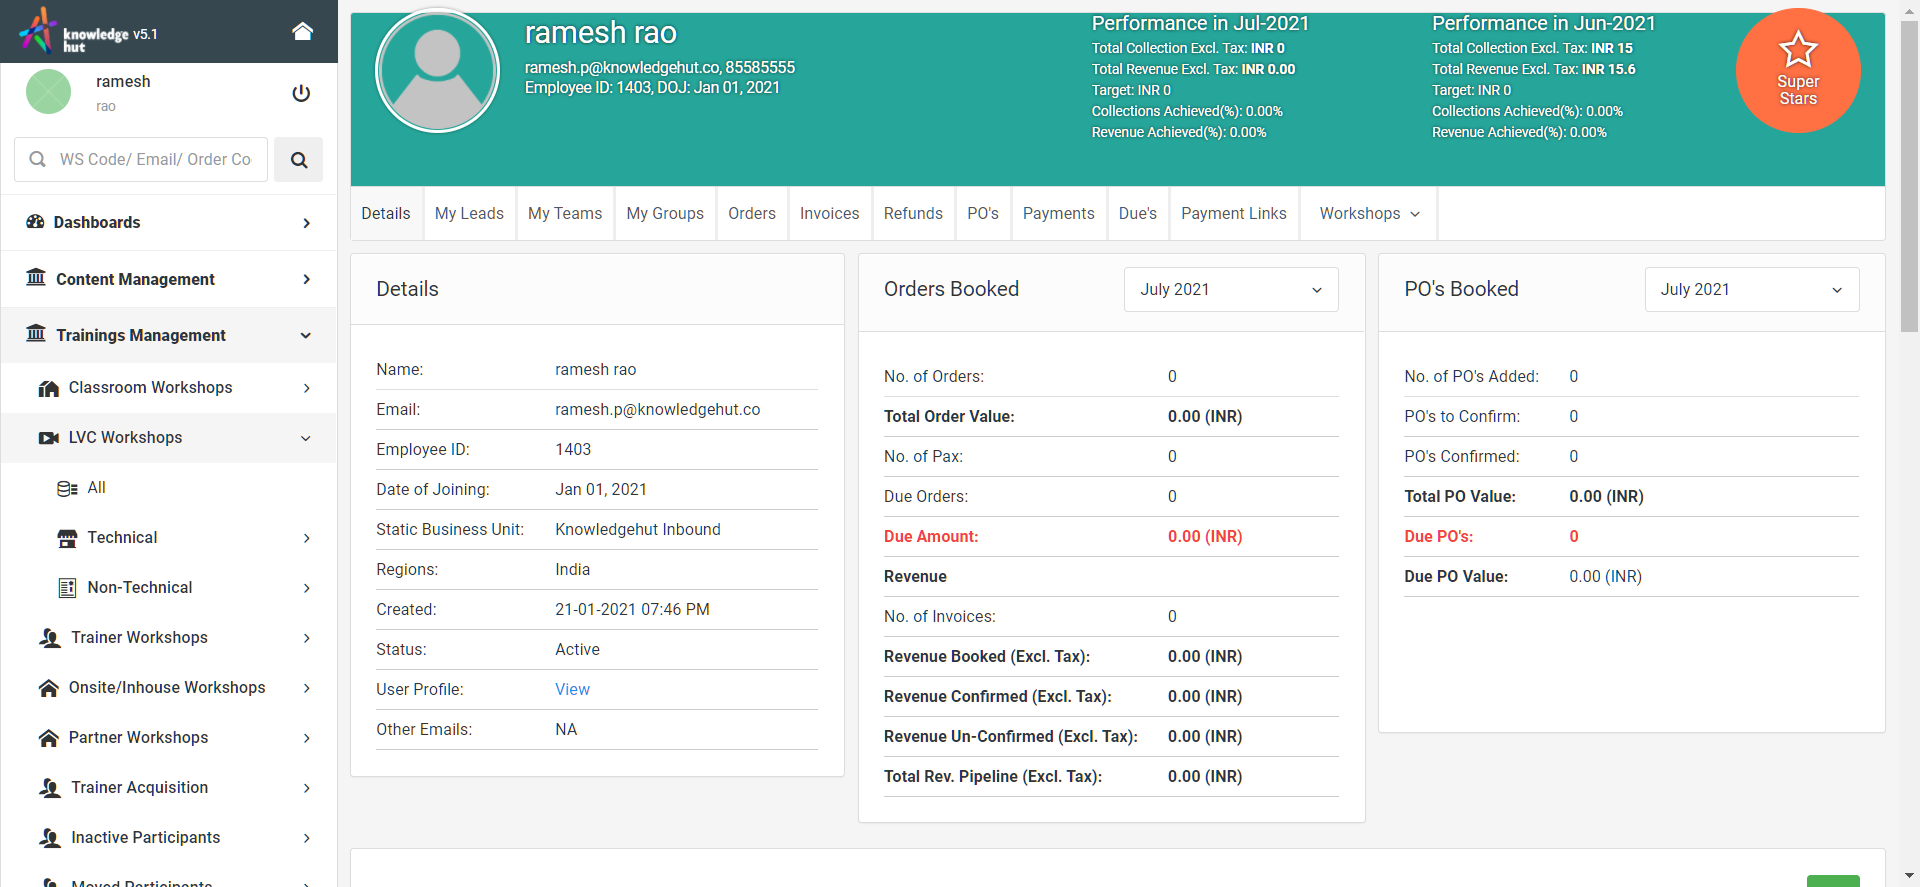 knowledge hut v5.1
ramesh
rao
WS Code/ Email/ Order Co
Dashboards
Content Management
Trainings Management
Classroom Workshops
LVC Workshops
All
Technical
Non-Technical
Trainer Workshops
Onsite/Inhouse Workshops
Partner Workshops
Trainer Acquisition
Inactive Participants
Moved Participants
ramesh rao
ramesh.p@knowledgehut.co, 85585555
Employee ID: 1403, DOJ: Jan 01, 2021
Performance in Jul-2021
Total Collection Excl. Tax: INR 0
Total Revenue Excl. Tax: INR 0.00
Target: INR 0
Collections Achieved(%): 0.00%
Revenue Achieved(%): 0.00%
Performance in Jun-2021
Total Collection Excl. Tax: INR 15
Total Revenue Excl. Tax: INR 15.6
Target: INR 0
Collections Achieved(%): 0.00%
Revenue Achieved(%): 0.00%
Super
Stars
Details My Leads My Teams My Groups Orders Invoices Refunds PO's Payments Due's Payment Links Workshops
Details
Name: ramesh rao
Email: ramesh.p@knowledgehut.co
Employee ID: 1403
Date of Joining: Jan 01, 2021
Static Business Unit: Knowledgehut Inbound
Regions: India
Created: 21-01-2021 07:46 PM
Status: Active
User Profile: View
Other Emails: NA
Orders Booked July 2021
No. of Orders: 0
Total Order Value: 0.00 (INR)
No. of Pax: 0
Due Orders: 0
Due Amount: 0.00 (INR)
Revenue
No. of Invoices: 0
Revenue Booked (Excl. Tax): 0.00 (INR)
Revenue Confirmed (Excl. Tax): 0.00 (INR)
Revenue Un-Confirmed (Excl. Tax): 0.00 (INR)
Total Rev. Pipeline (Excl. Tax): 0.00 (INR)
PO's Booked July 2021
No. of PO's Added: 0
PO's to Confirm: 0
PO's Confirmed: 0
Total PO Value: 0.00 (INR)
Due PO's: 0
Due PO Value: 0.00 (INR)